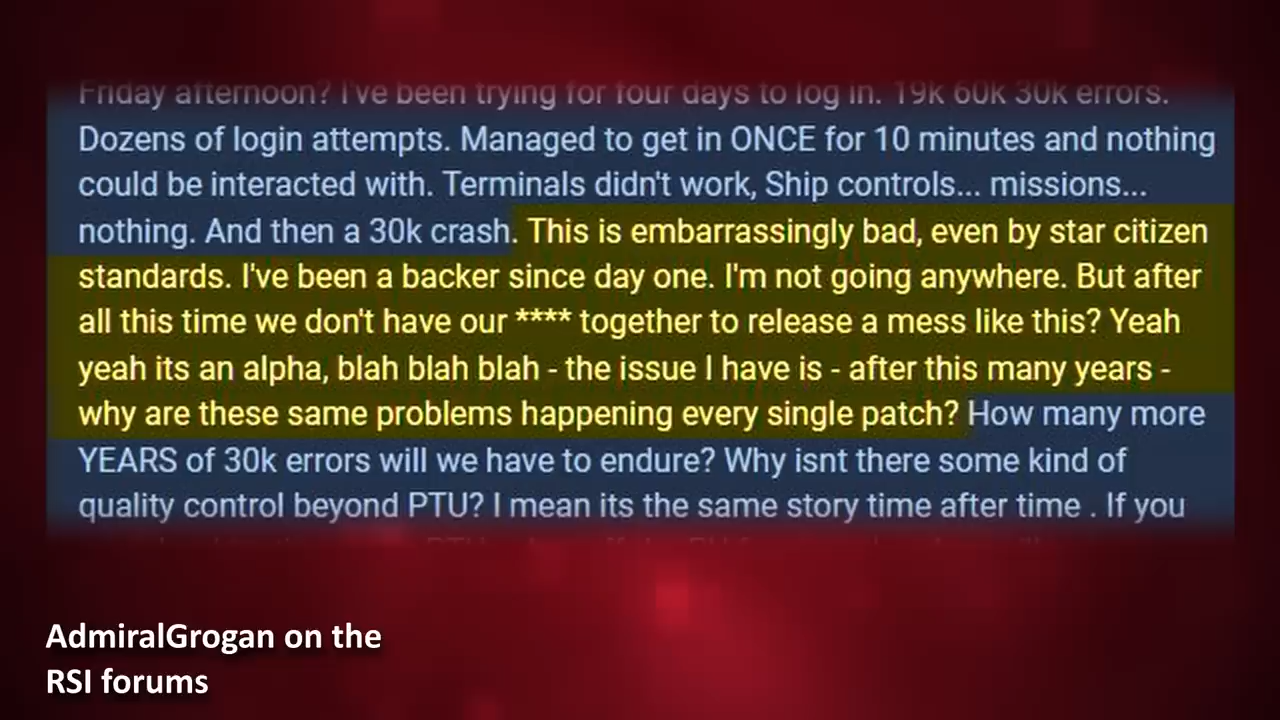 Friday afternoon? I've been trying for four days to log in. 19k 60k 30k errors.
Dozens of login attempts. Managed to get in ONCE for 10 minutes and nothing
could be interacted with. Terminals didn't work, Ship controls... missions...
nothing. And then a 30k crash. This is embarrassingly bad, even by star citizen
standards. I've been a backer since day one. I'm not going anywhere. But after
all this time we don't have our **** together to release a mess like this? Yeah
yeah its an alpha, blah blah blah - the issue I have is - after this many years -
why are these same problems happening every single patch? How many more
YEARS of 30k errors will we have to endure? Why isnt there some kind of
quality control beyond PTU? I mean its the same story time after time . If you
AdmiralGrogan on the
RSI forums